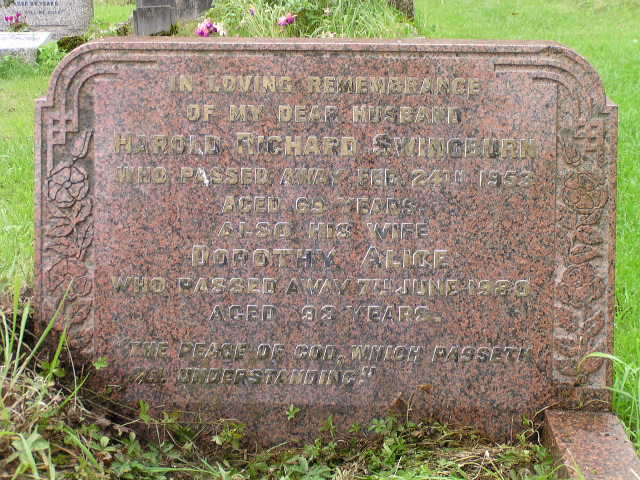 IN LOVING REMEMBRANCE
OF MY DEAR HUSBAND
HAROLD RICHARD SWINGBURN
WHO PASSED AWAY FEB. 24TH 1953
AGED 69 YEARS.
ALSO HIS WIFE
DOROTHY ALICE
WHO PASSED AWAY 7TH JUNE 1989
AGED 93 YEARS.
"THE PEACE OF GOD, WHICH PASSETH
ALL UNDERSTANDING."